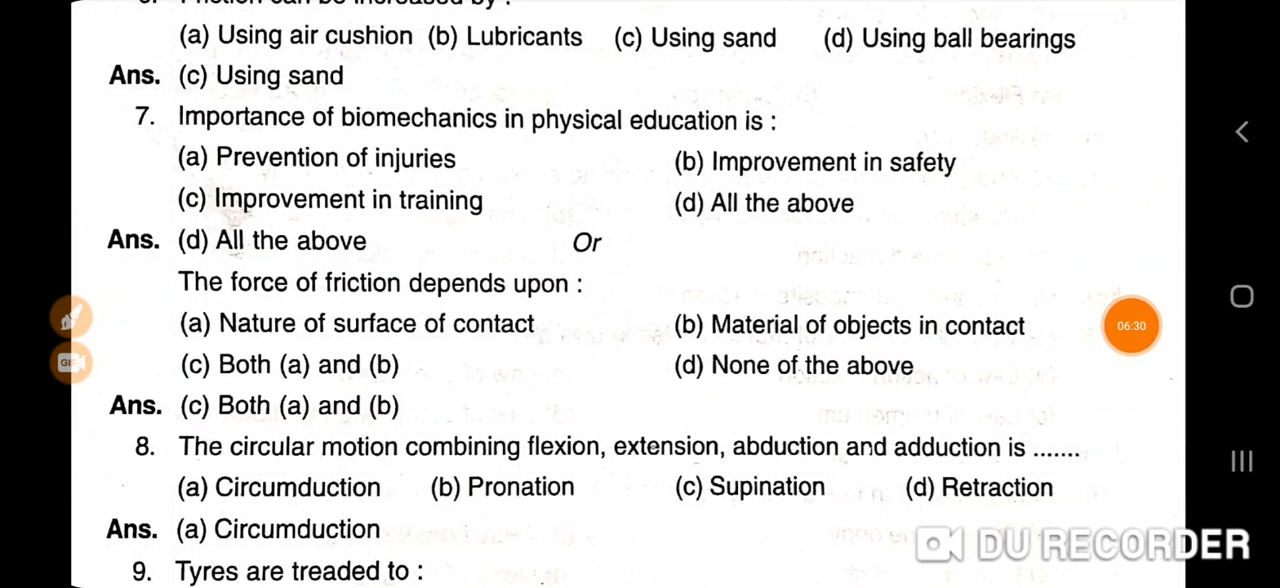 (a) Using air cushion (b) Lubricants (c) Using sand (d) Using ball bearings
Ans. (c) Using sand
7. Importance of biomechanics in physical education is :
(a) Prevention of injuries (b) Improvement in safety
(c) Improvement in training (d) All the above
Ans. (d) All the above Or
The force of friction depends upon :
(a) Nature of surface of contact (b) Material of objects in contact
06:30
GIF
(c) Both (a) and (b) (d) None of the above
Ans. (c) Both (a) and (b)
8. The circular motion combining flexion, extension, abduction and adduction is .......
(a) Circumduction (b) Pronation (c) Supination (d) Retraction
Ans. (a) Circumduction
DU RECORDER
9. Tyres are treaded to :